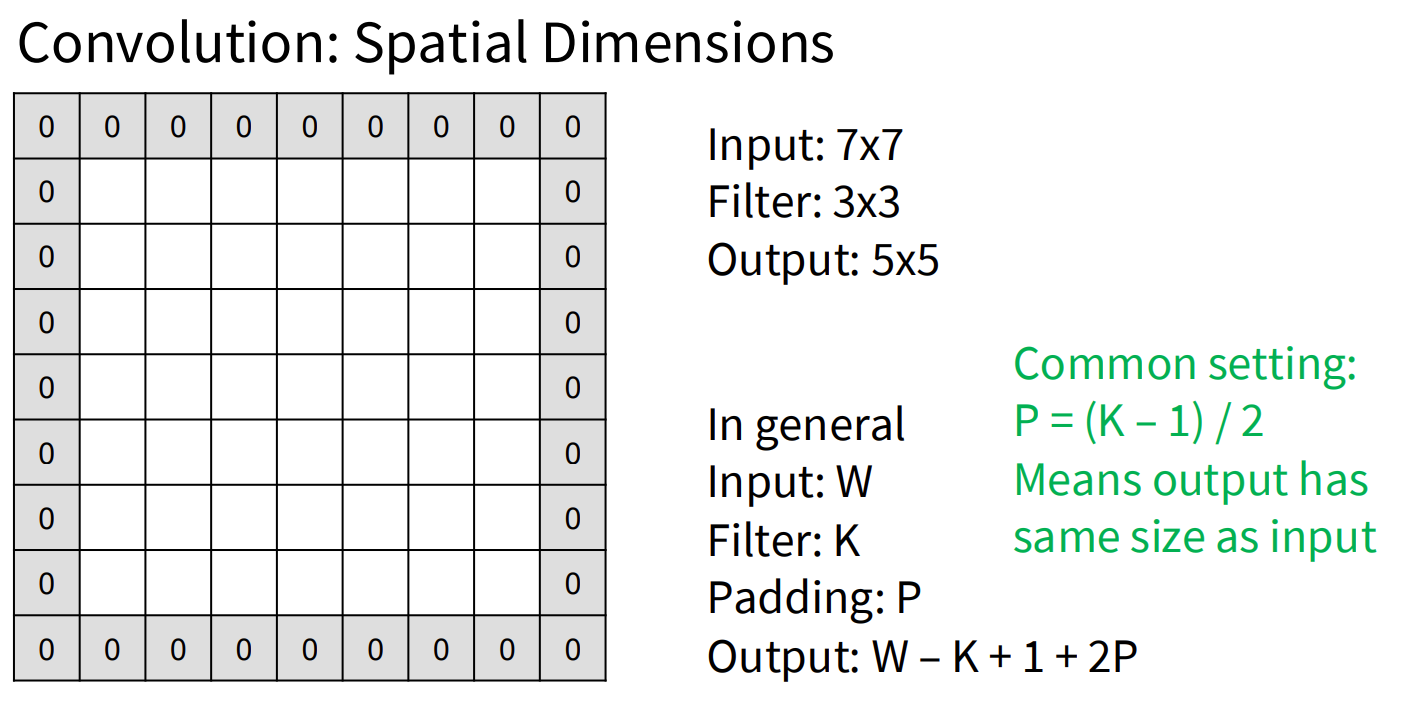 Convolution: Spatial Dimensions
0 0 0 0 0 0 0 0 0
0 0
0 0
0 0
0 0
0 0
0 0
0 0
0 0 0 0 0 0 0 0 0
Input: 7x7
Filter: 3x3
Output: 5x5
In general
Input: W
Filter: K
Padding: P
Output: W – K + 1 + 2P
Common setting:
P = (K – 1) / 2
Means output has
same size as input